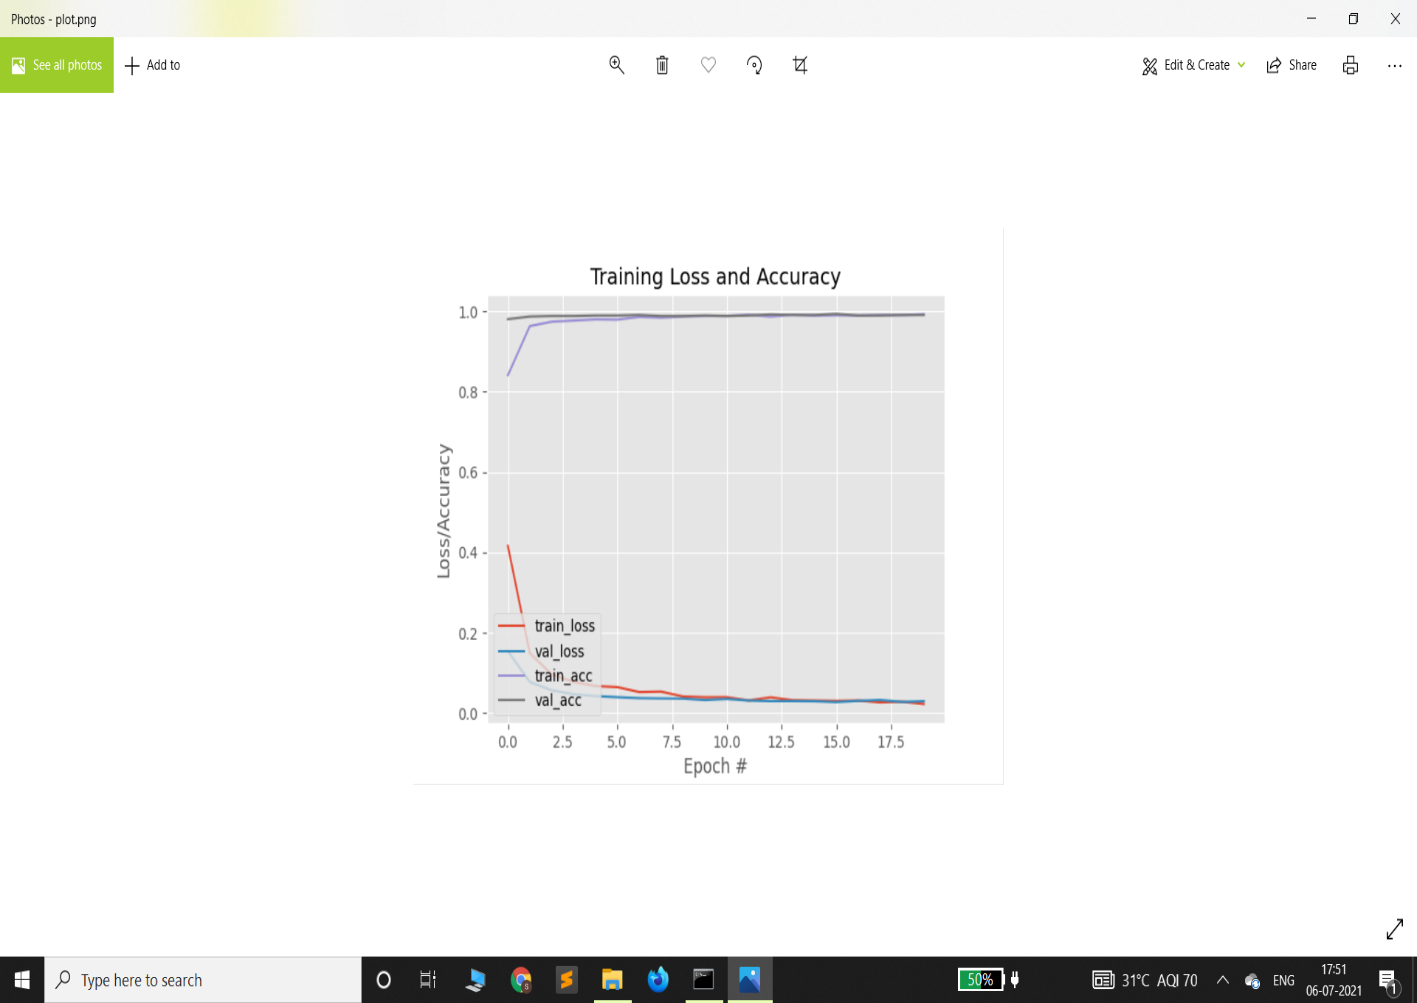 Photos - plot.png
See all photos
Add to
Edit & Create
Share
Training Loss and Accuracy
1.0
0.8
0.6
0.4
0.2
0.0
Loss/Accuracy
train_loss
val_loss
train_acc
val_acc
0.0 2.5 5.0 7.5 10.0 12.5 15.0 17.5
Epoch #
Type here to search
50%
31°C AQI 70
ENG
17:51
06-07-2021
1